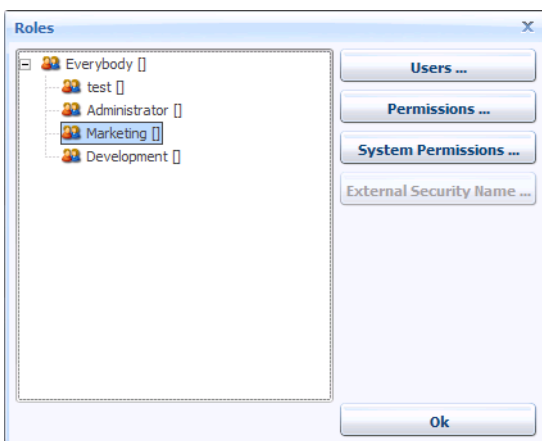 Roles
Everybody []
test []
Administrator []
Marketing []
Development []
Users ...
Permissions ...
System Permissions ...
External Security Name ...
Ok